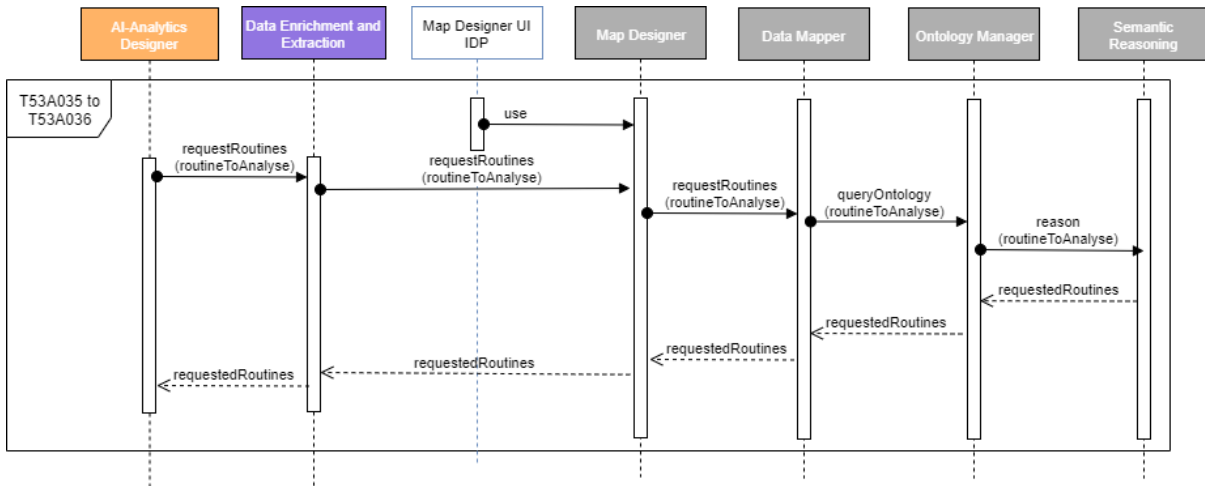 AI-Analytics
Designer
Data Enrichment and
Extraction
Map Designer UI
IDP
Map Designer
Data Mapper
Ontology Manager
Semantic
Reasoning
T53A035 to
T53A036
use
requestRoutines
(routineToAnalyse)
requestRoutines
(routineToAnalyse)
requestRoutines
(routineToAnalyse)
queryOntology
(routineToAnalyse)
reason
(routineToAnalyse)
requestedRoutines
requestedRoutines
requestedRoutines
requestedRoutines
requestedRoutines